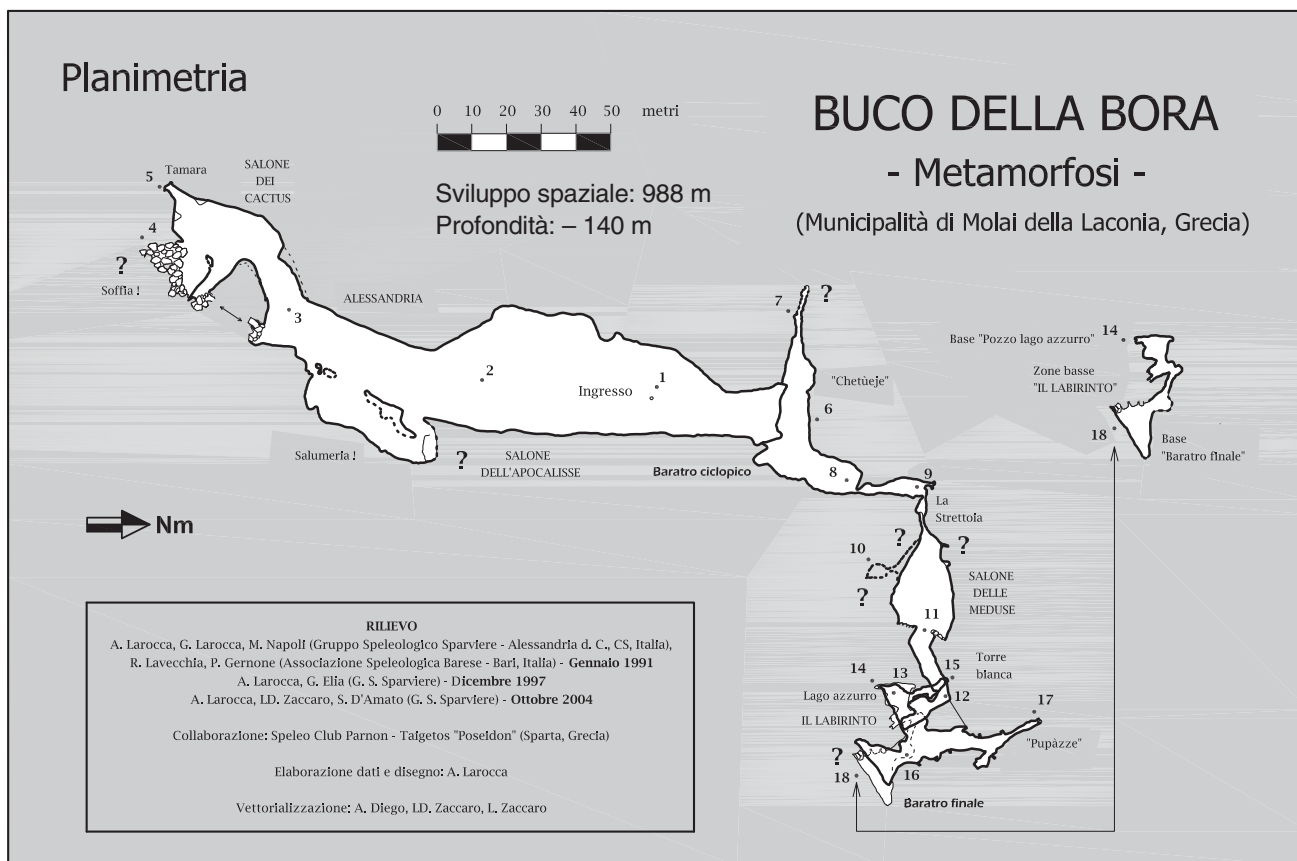 Planimetria
0 10 20 30 40 50 metri
Sviluppo spaziale: 988 m
Profondità: – 140 m
BUCO DELLA BORA
- Metamorfosi -
(Municipalità di Molai della Laconia, Grecia)
5
Tamara
SALONE
DEI
CACTUS
4
?
Soffia !
3
ALESSANDRIA
2
Ingresso
1
7
?
"Chetùeje"
6
Salumeria !
?
SALONE
DELL'APOCALISSE
Baratro ciclopico
8
9
La
Strettoia
14
Base "Pozzo lago azzurro"
Zone basse
"IL LABIRINTO"
18
Base
"Baratro finale"
Nm
10
?
?
?
SALONE
DELLE
MEDUSE
11
Torre
bianca
15
14
13
12
Lago azzurro
IL LABIRINTO
17
"Pupàzze"
?
18
16
Baratro finale
RILIEVO
A. Larocca, G. Larocca, M. Napoli (Gruppo Speleologico Sparviere - Alessandria d. C., CS, Italia),
R. Lavecchia, P. Gernone (Associazione Speleologica Barese - Bari, Italia) - Gennaio 1991
A. Larocca, G. Elia (G. S. Sparviere) - Dicembre 1997
A. Larocca, LD. Zaccaro, S. D'Amato (G. S. Sparviere) - Ottobre 2004
Collaborazione: Speleo Club Parnon - Taigetos "Poseidon" (Sparta, Grecia)
Elaborazione dati e disegno: A. Larocca
Vettorializzazione: A. Diego, LD. Zaccaro, L. Zaccaro